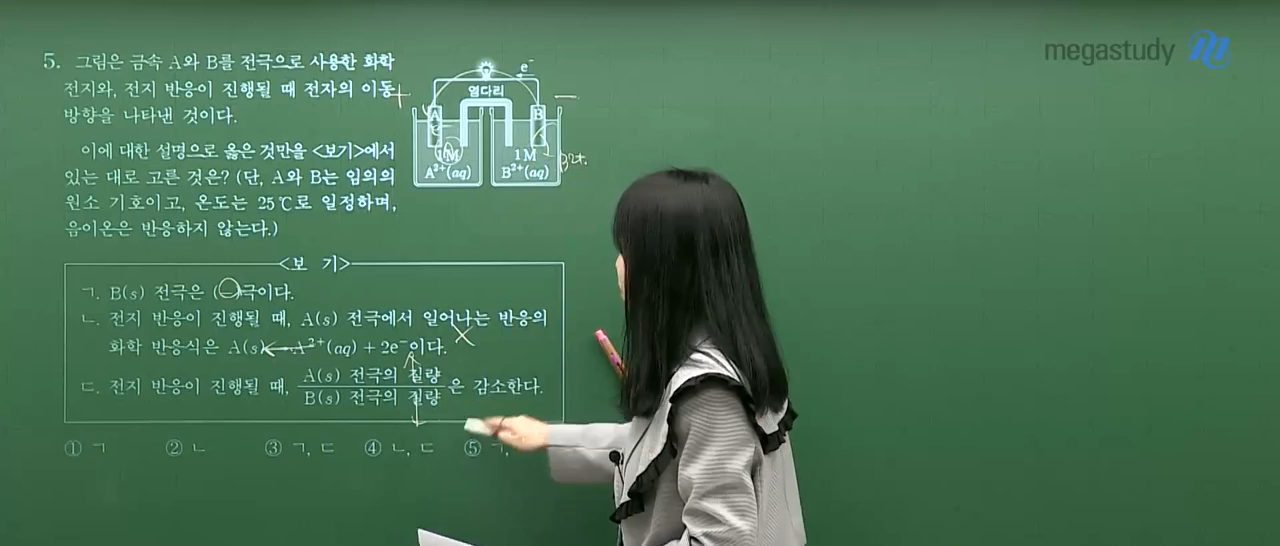 megastudy
5. 그림은 금속 A와 B를 전극으로 사용한 화학
전지와, 전지 반응이 진행될 때 전자의 이동
방향을 나타낸 것이다.
e⁻
염다리
+
−
A
B
1M
1M
A²⁺(aq)
B²⁺(aq)
B²⁺
이에 대한 설명으로 옳은 것만을 <보기>에서
있는 대로 고른 것은? (단, A와 B는 임의의
원소 기호이고, 온도는 25℃로 일정하며,
음이온은 반응하지 않는다.)
<보 기>
ㄱ. B(s) 전극은 (−)극이다.
ㄴ. 전지 반응이 진행될 때, A(s) 전극에서 일어나는 반응의
화학 반응식은 A(s) ← A²⁺(aq) + 2e⁻이다.
ㄷ. 전지 반응이 진행될 때, A(s) 전극의 질량 / B(s) 전극의 질량 은 감소한다.
① ㄱ ② ㄴ ③ ㄱ, ㄷ ④ ㄴ, ㄷ ⑤ ㄱ,